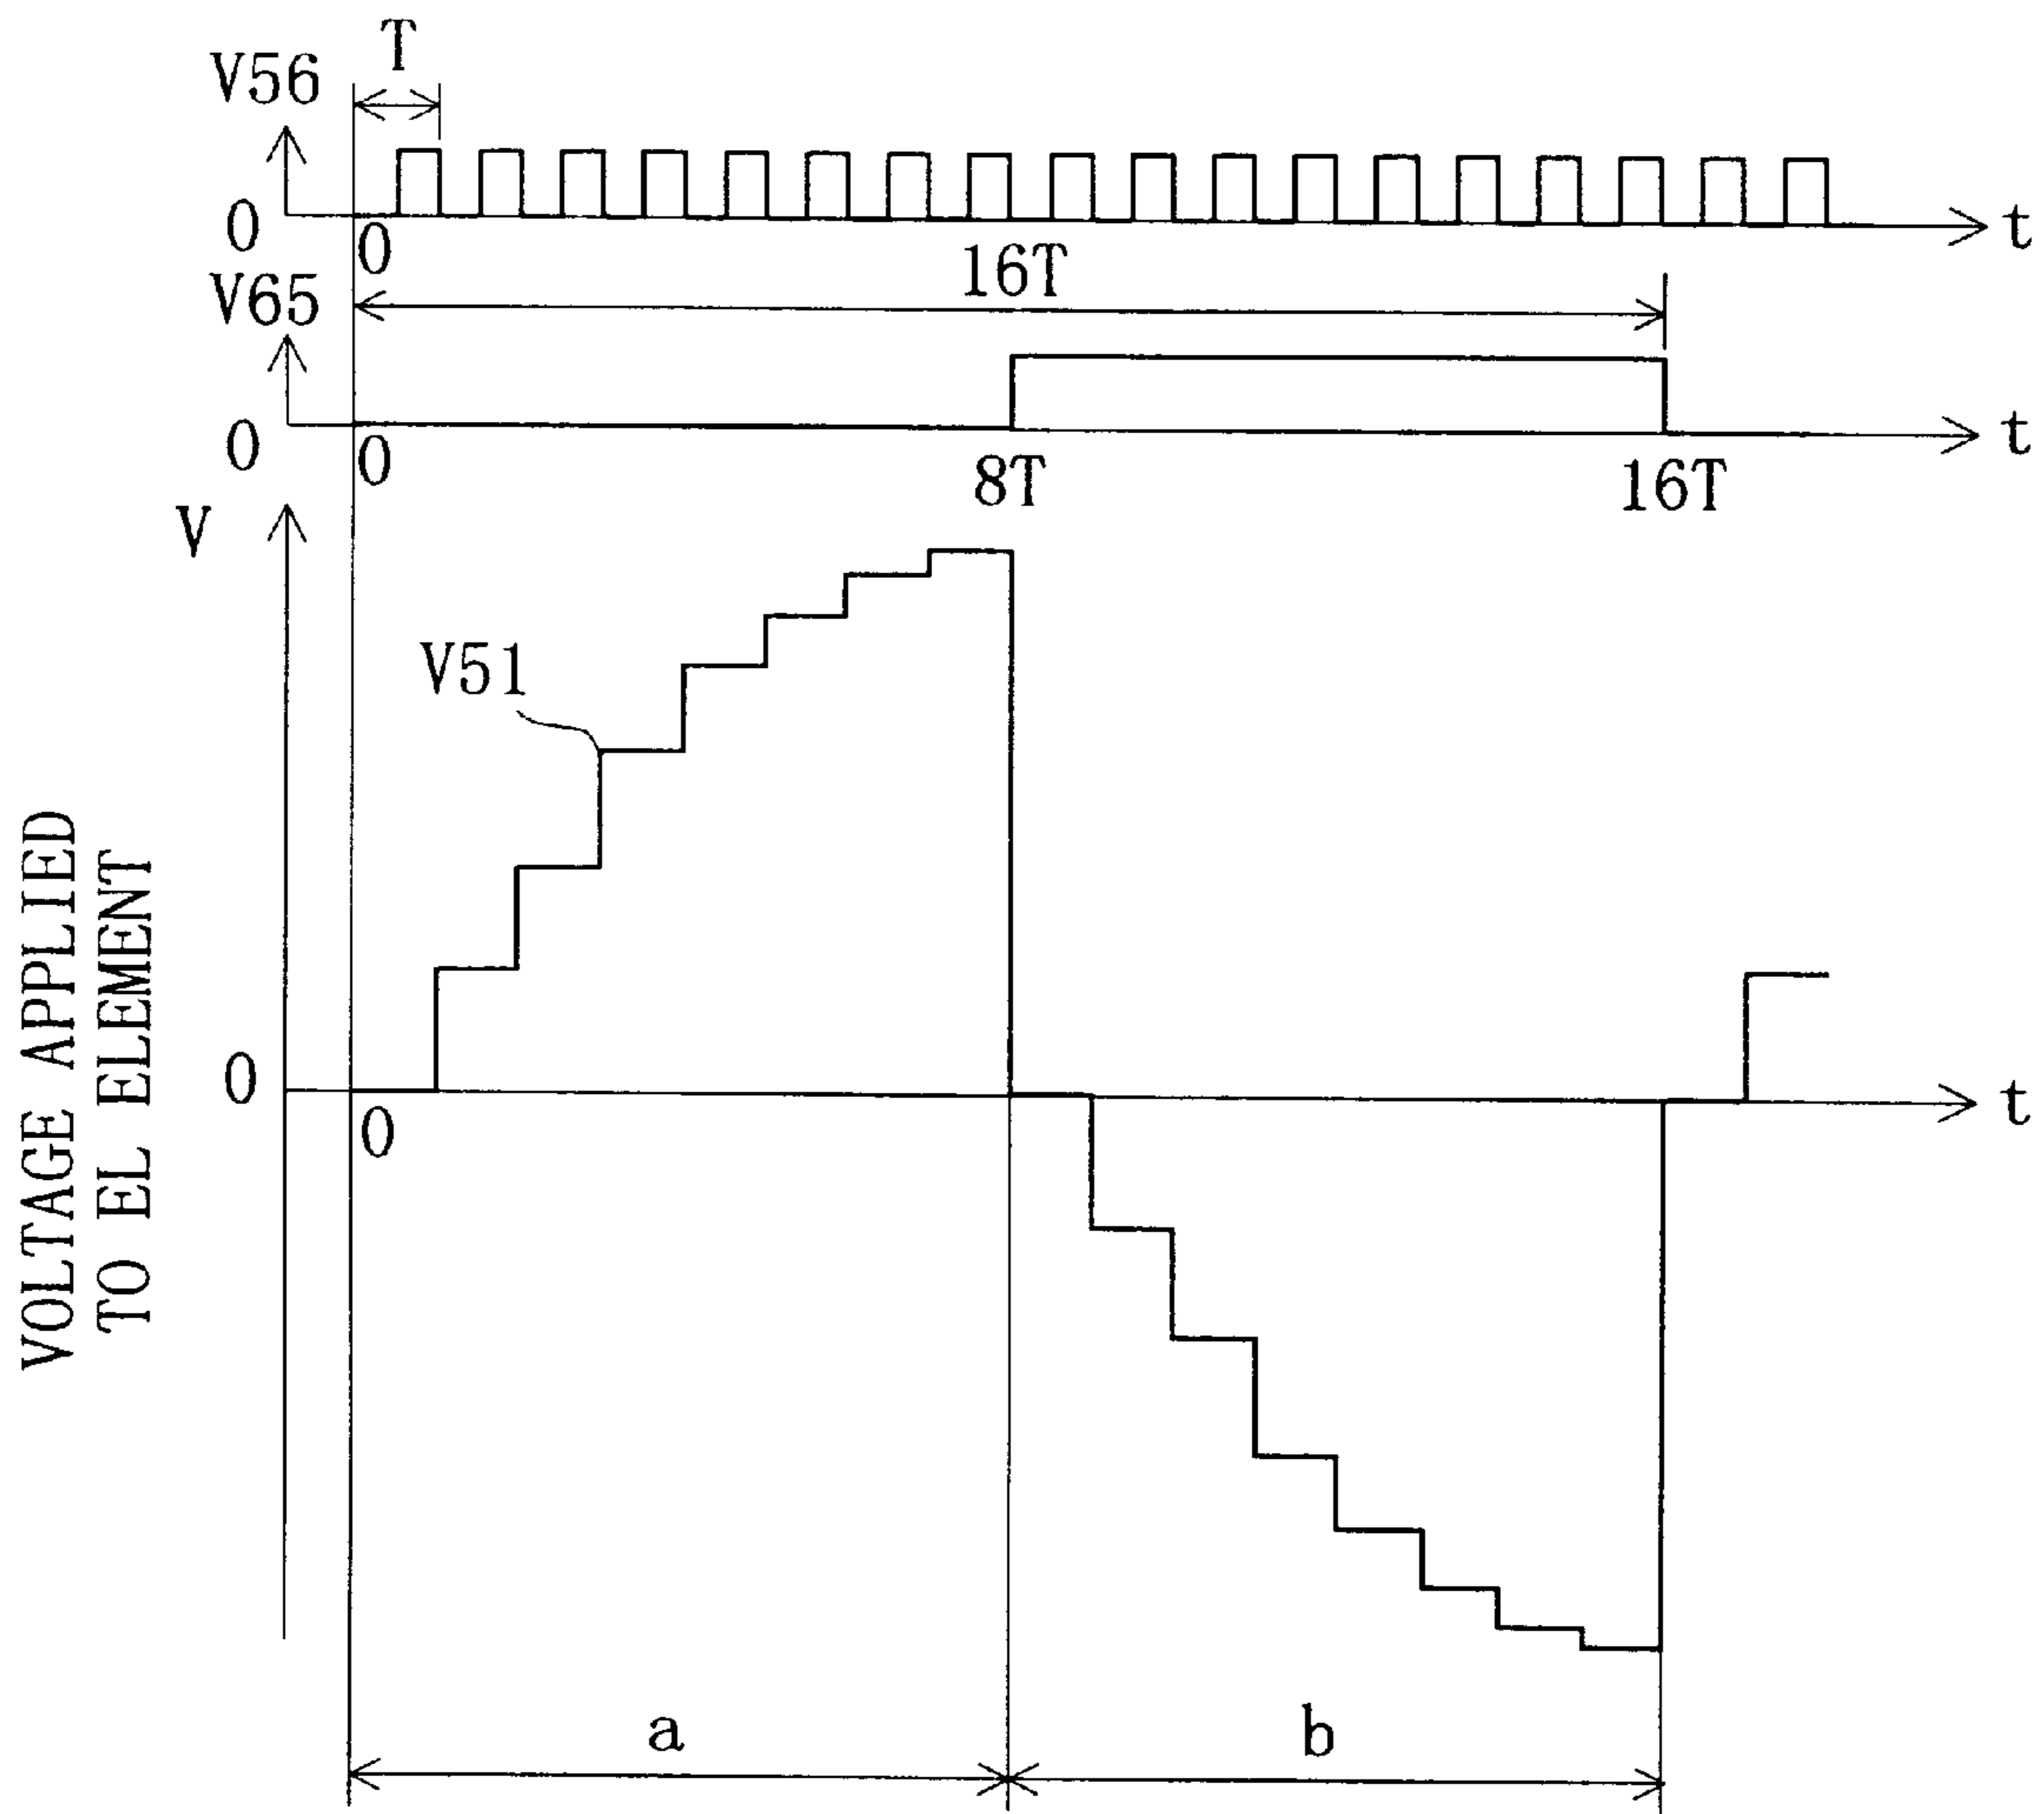 T
V56
0
0
t
16T
V65
0
0
t
8T
16T
V
V51
0
0
t
VOLTAGE APPLIED
TO EL ELEMENT
a
b